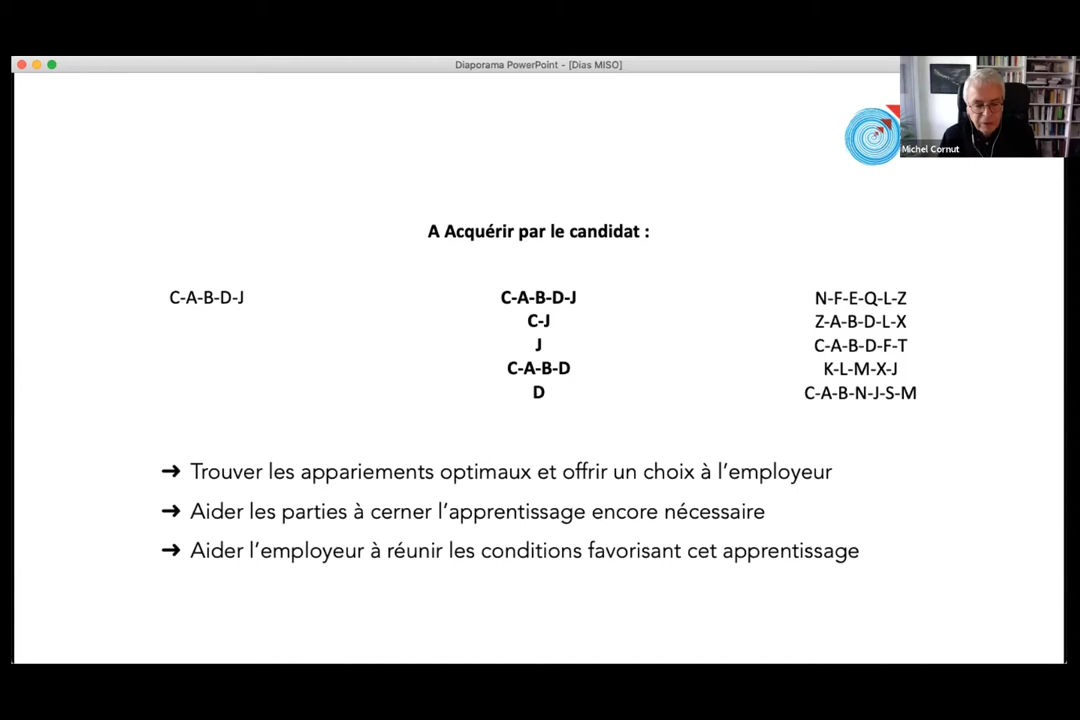 Diaporama PowerPoint - [Dias MISO]
Michel Cornut
A Acquérir par le candidat :
C-A-B-D-J
C-A-B-D-J
N-F-E-Q-L-Z
C-J
Z-A-B-D-L-X
J
C-A-B-D-F-T
C-A-B-D
K-L-M-X-J
D
C-A-B-N-J-S-M
➜ Trouver les appariements optimaux et offrir un choix à l’employeur
➜ Aider les parties à cerner l’apprentissage encore nécessaire
➜ Aider l’employeur à réunir les conditions favorisant cet apprentissage